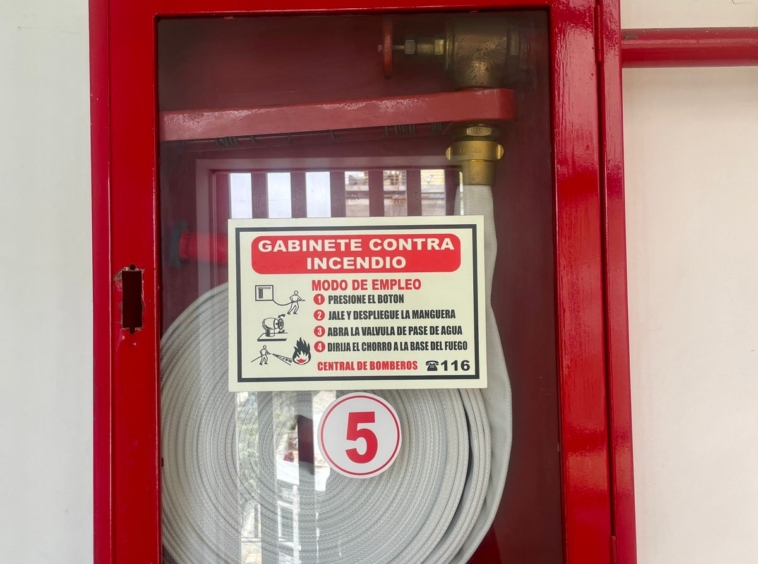 GABINETE CONTRA
INCENDIO
MODO DE EMPLEO
1 PRESIONE EL BOTON
2 JALE Y DESPLIEGUE LA MANGUERA
3 ABRA LA VALVULA DE PASE DE AGUA
4 DIRIJA EL CHORRO A LA BASE DEL FUEGO
CENTRAL DE BOMBEROS ☎116
5